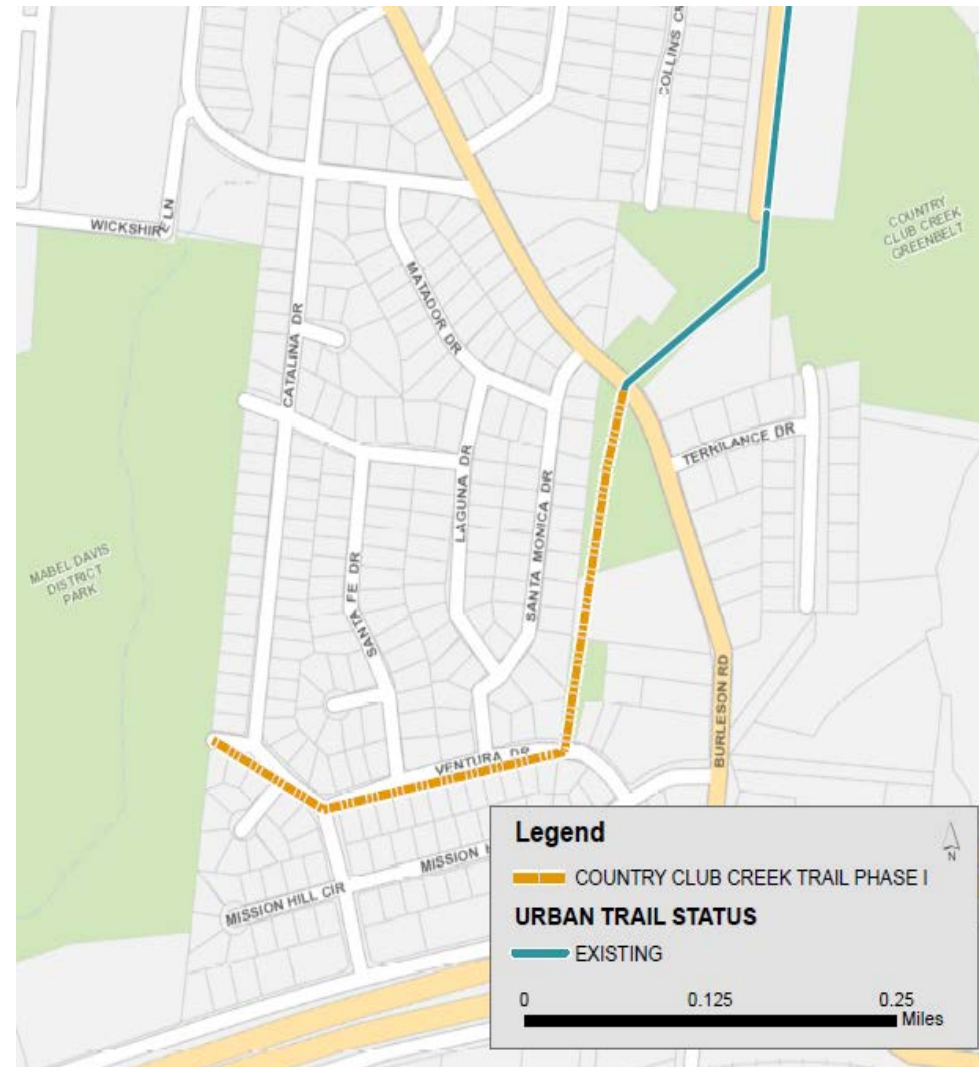 COLLINS C
COUNTRY
CLUB CREEK
GREENBELT
WICKSHIRE LN
MATADOR DR
CATALINA DR
TERRILANCE DR
LAGUNA DR
SANTA MONICA DR
MABEL DAVIS
DISTRICT
PARK
SANTA FE DR
BURLESON RD
VENTURA DR
MISSION
MISSION HILL CIR
Legend
N
COUNTRY CLUB CREEK TRAIL PHASE I
URBAN TRAIL STATUS
EXISTING
0 0.125 0.25
Miles